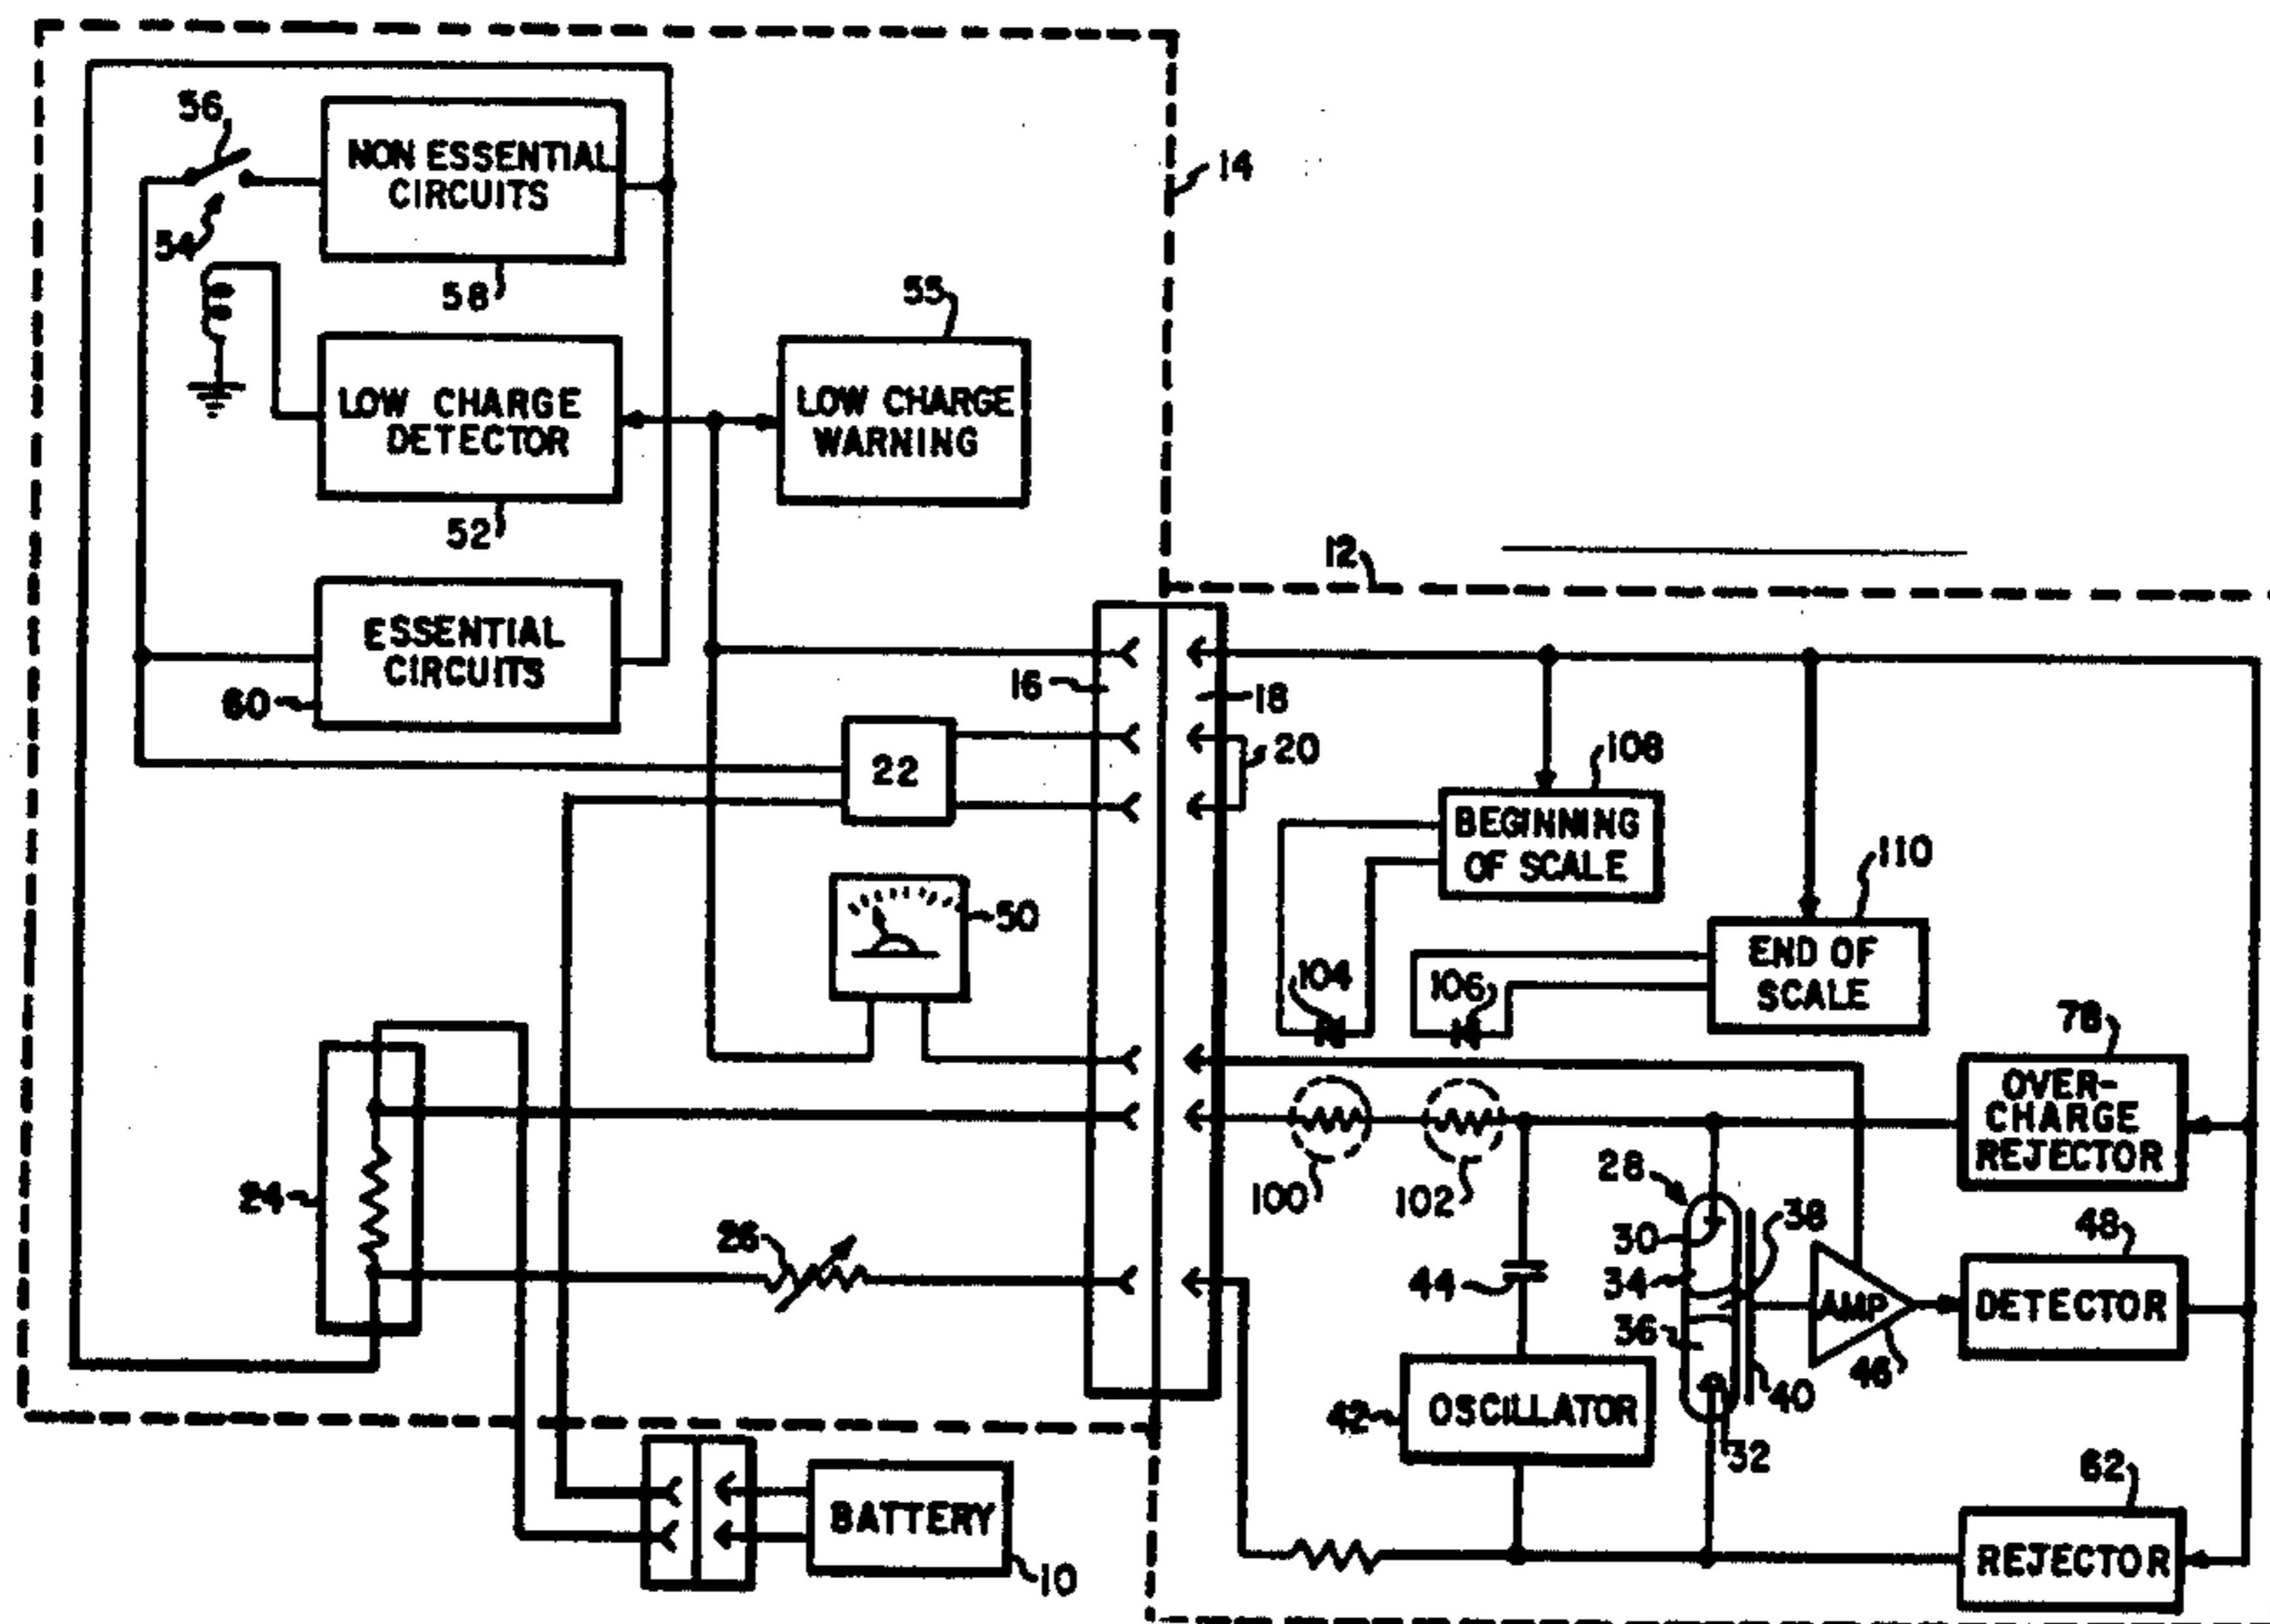 56
NON ESSENTIAL
CIRCUITS
14
54
58
55
LOW CHARGE
DETECTOR
LOW CHARGE
WARNING
52
12
ESSENTIAL
CIRCUITS
60
16
18
22
20
108
BEGINNING
OF SCALE
110
50
END OF
SCALE
104
106
78
OVER-
CHARGE
REJECTOR
24
100
102
28
26
30
38
48
44
34
AMP
DETECTOR
36
46
42
OSCILLATOR
40
32
BATTERY
62
10
REJECTOR